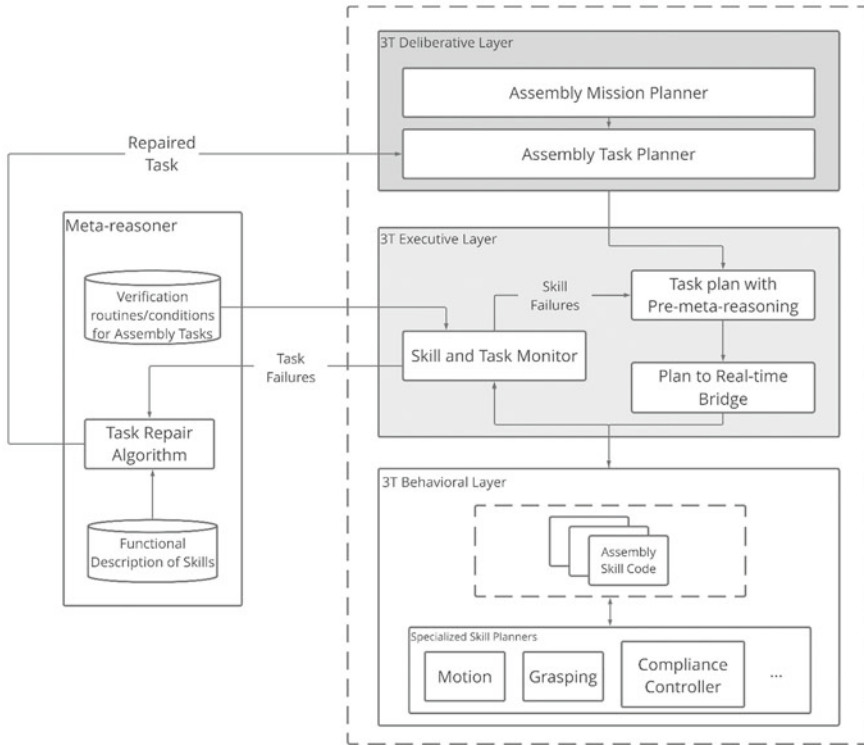 3T Deliberative Layer
Assembly Mission Planner
Assembly Task Planner
Repaired
Task
Meta-reasoner
Verification
routines/conditions
for Assembly Tasks
Task Repair
Algorithm
Functional
Description of Skills
3T Executive Layer
Skill
Failures
Task plan with
Pre-meta-reasoning
Skill and Task Monitor
Task
Failures
Plan to Real-time
Bridge
3T Behavioral Layer
Assembly
Skill Code
Specialized Skill Planners
Motion
Grasping
Compliance
Controller
...